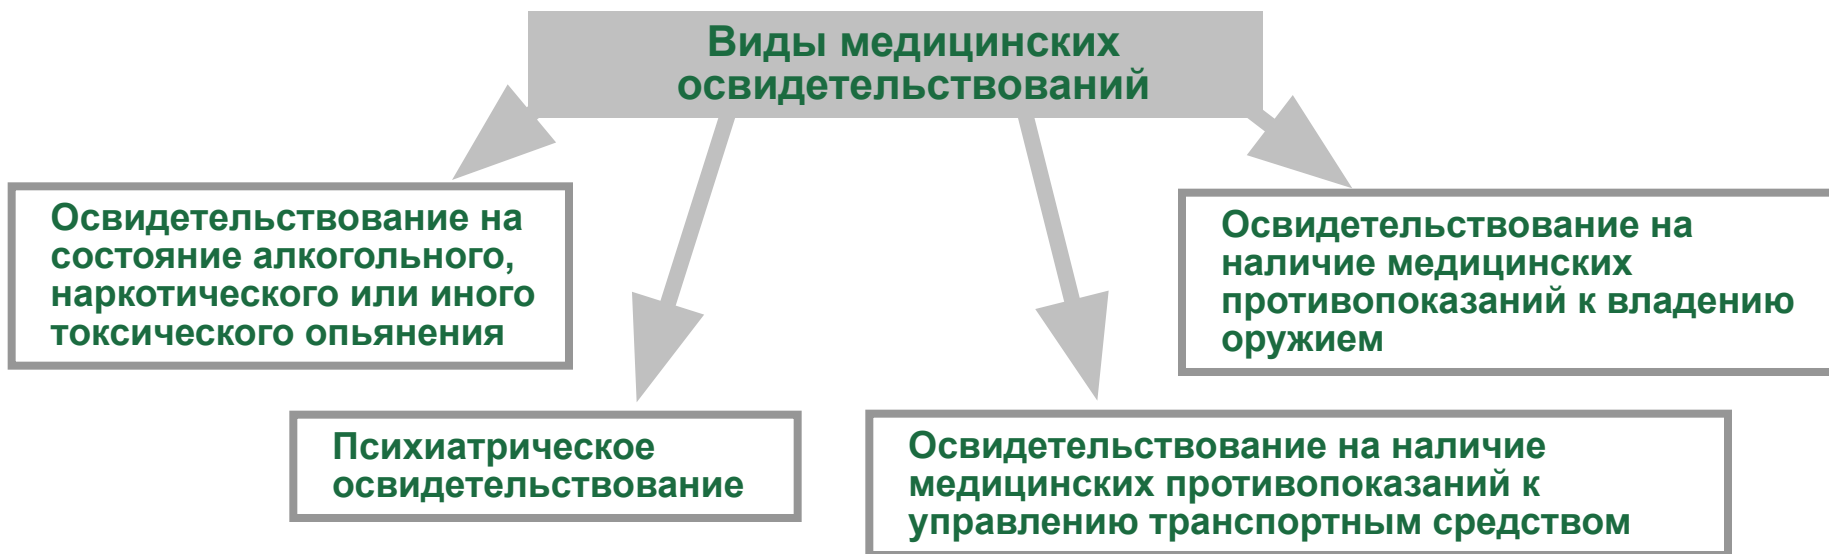 Виды медицинских
освидетельствований
Освидетельствование на
состояние алкогольного,
наркотического или иного
токсического опьянения
Психиатрическое
освидетельствование
Освидетельствование на наличие
медицинских противопоказаний к
управлению транспортным средством
Освидетельствование на
наличие медицинских
противопоказаний к владению
оружием